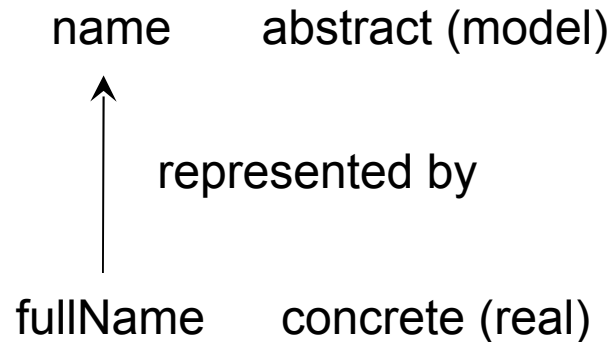 name abstract (model)
represented by
fullName concrete (real)